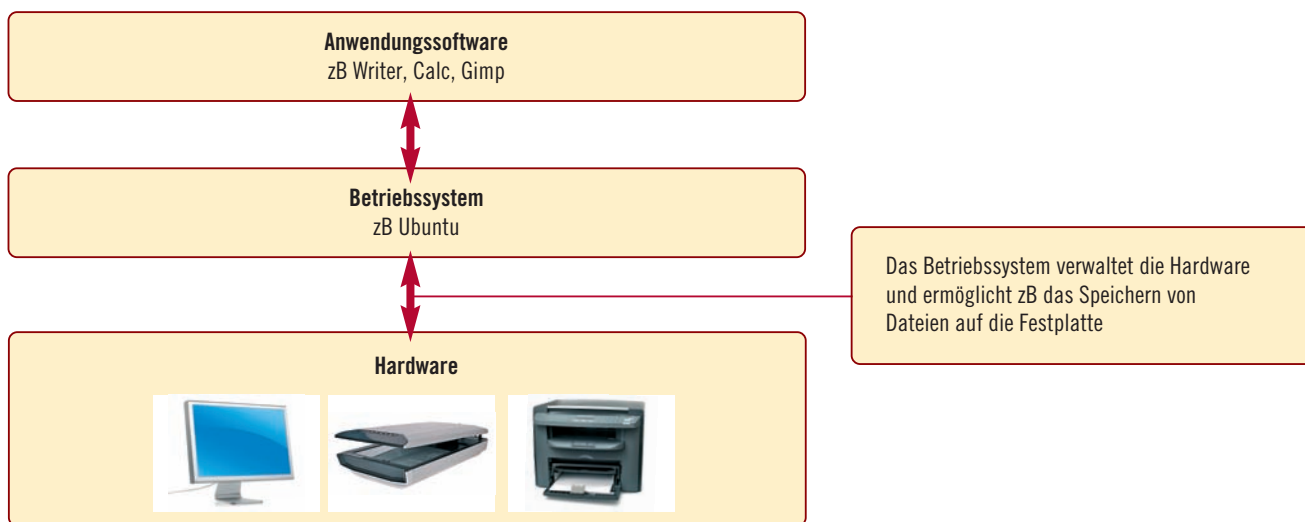 Anwendungssoftware
zB Writer, Calc, Gimp
Betriebssystem
zB Ubuntu
Das Betriebssystem verwaltet die Hardware
und ermöglicht zB das Speichern von
Dateien auf die Festplatte
Hardware